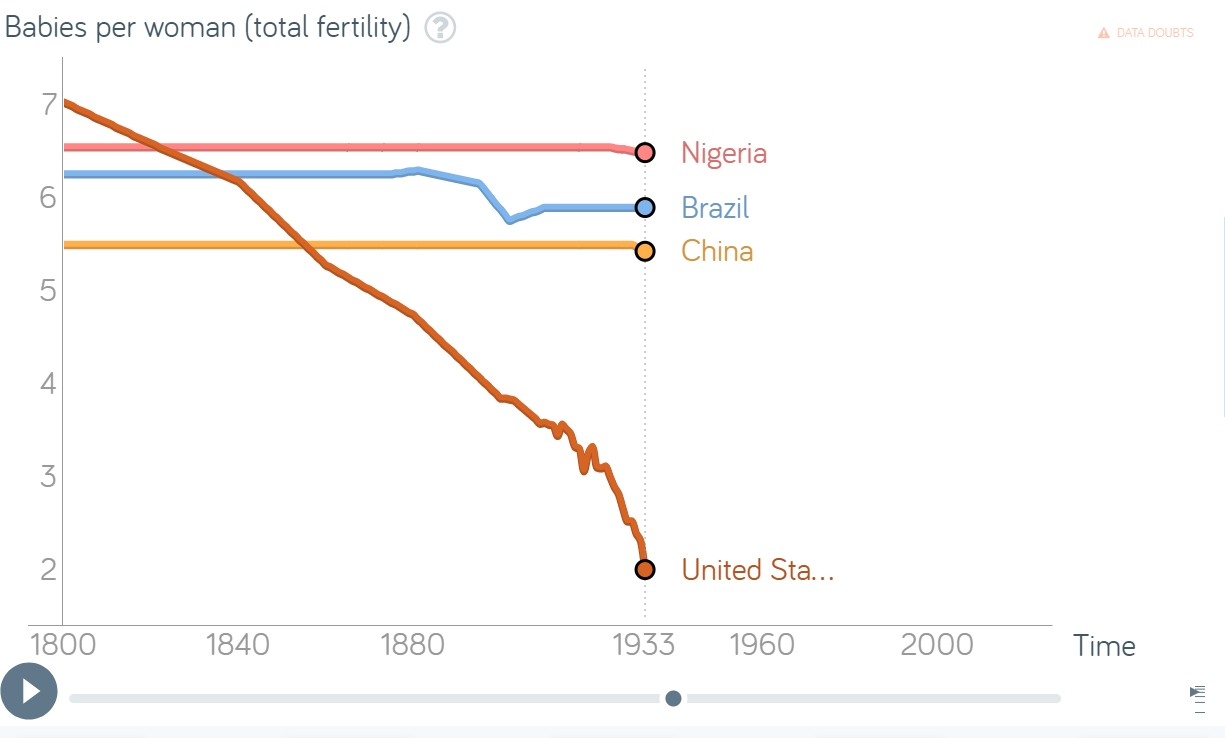 Babies per woman (total fertility) ?
DATA DOUBTS
7
6
5
4
3
2
Nigeria
Brazil
China
United Sta...
1800 1840 1880 1933 1960 2000 Time